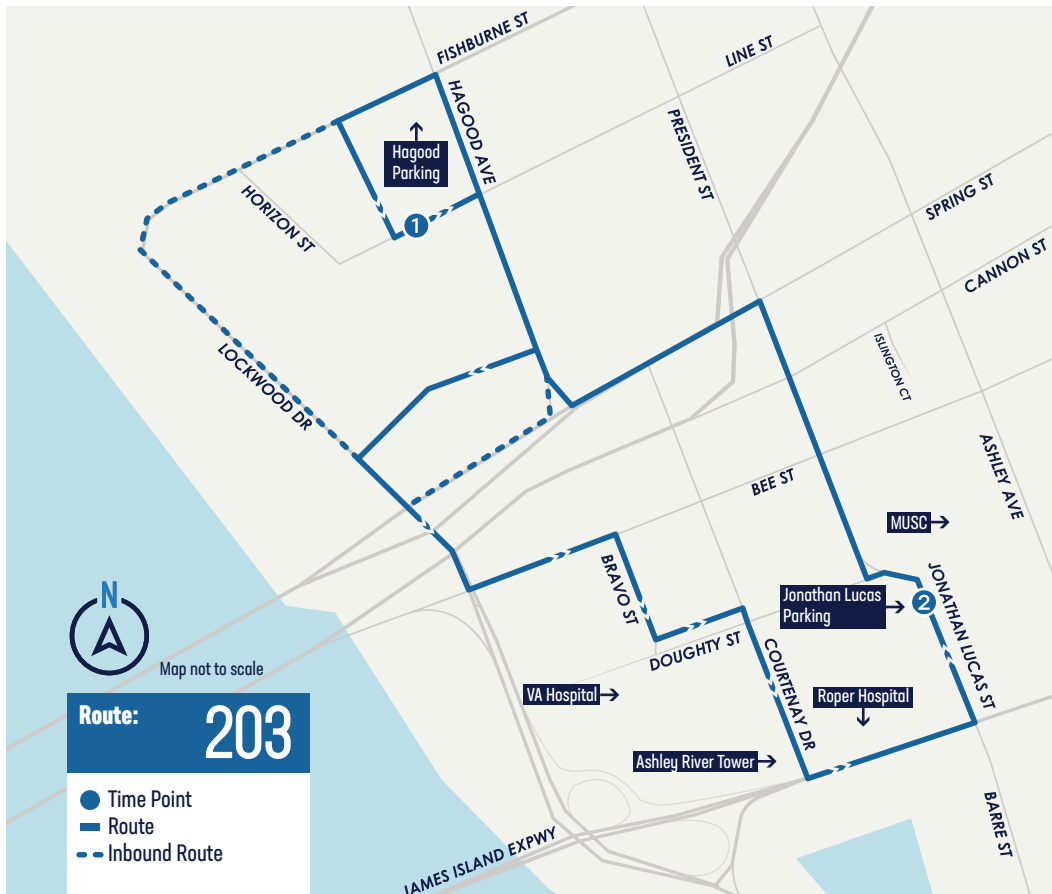 FISHBURNE ST
LINE ST
HAGOOD AVE
PRESIDENT ST
Hagood
Parking
HORIZON ST
1
SPRING ST
CANNON ST
LOCKWOOD DR
ISLINGTON CT
ASHLEY AVE
BEE ST
MUSC
BRAVO ST
JONATHAN LUCAS ST
Jonathan Lucas
Parking
2
N
Map not to scale
DOUGHTY ST
COURTENAY DR
VA Hospital
Roper Hospital
Ashley River Tower
BARRE ST
JAMES ISLAND EXPWY
Route:
203
Time Point
Route
Inbound Route